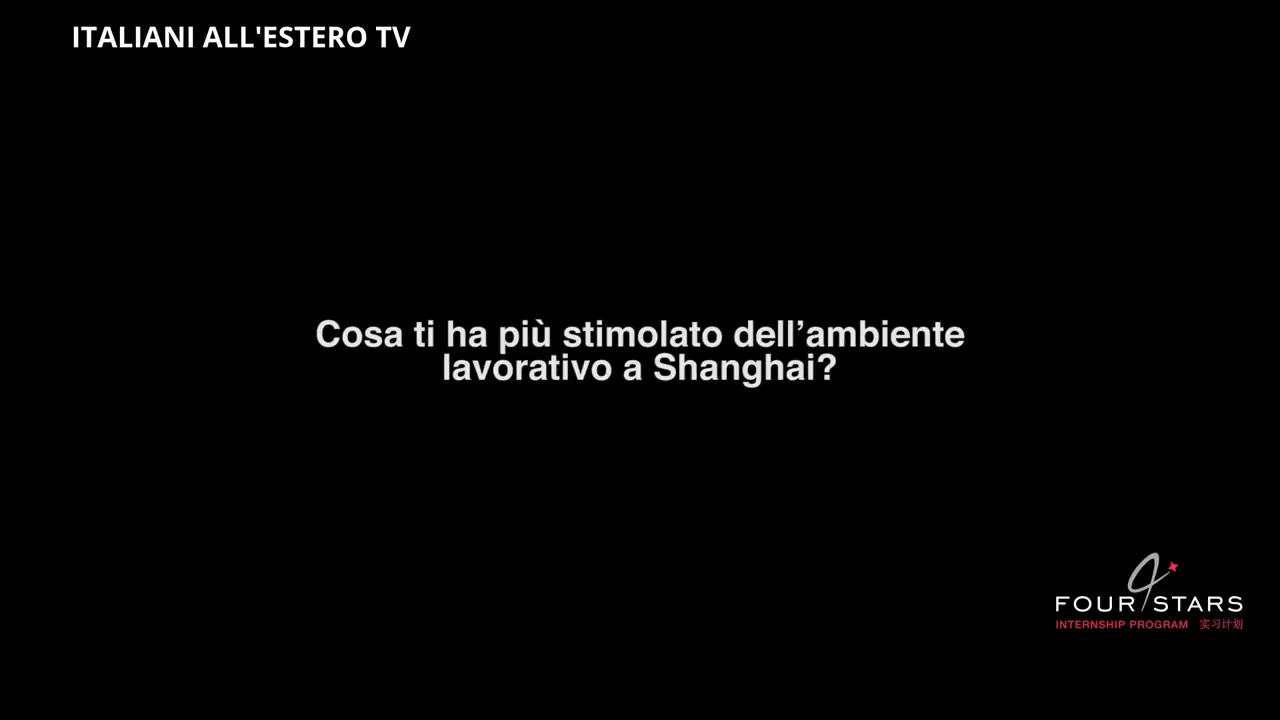 ITALIANI ALL'ESTERO TV
Cosa ti ha più stimolato dell’ambiente
lavorativo a Shanghai?
FOUR STARS
INTERNSHIP PROGRAM 实习计划